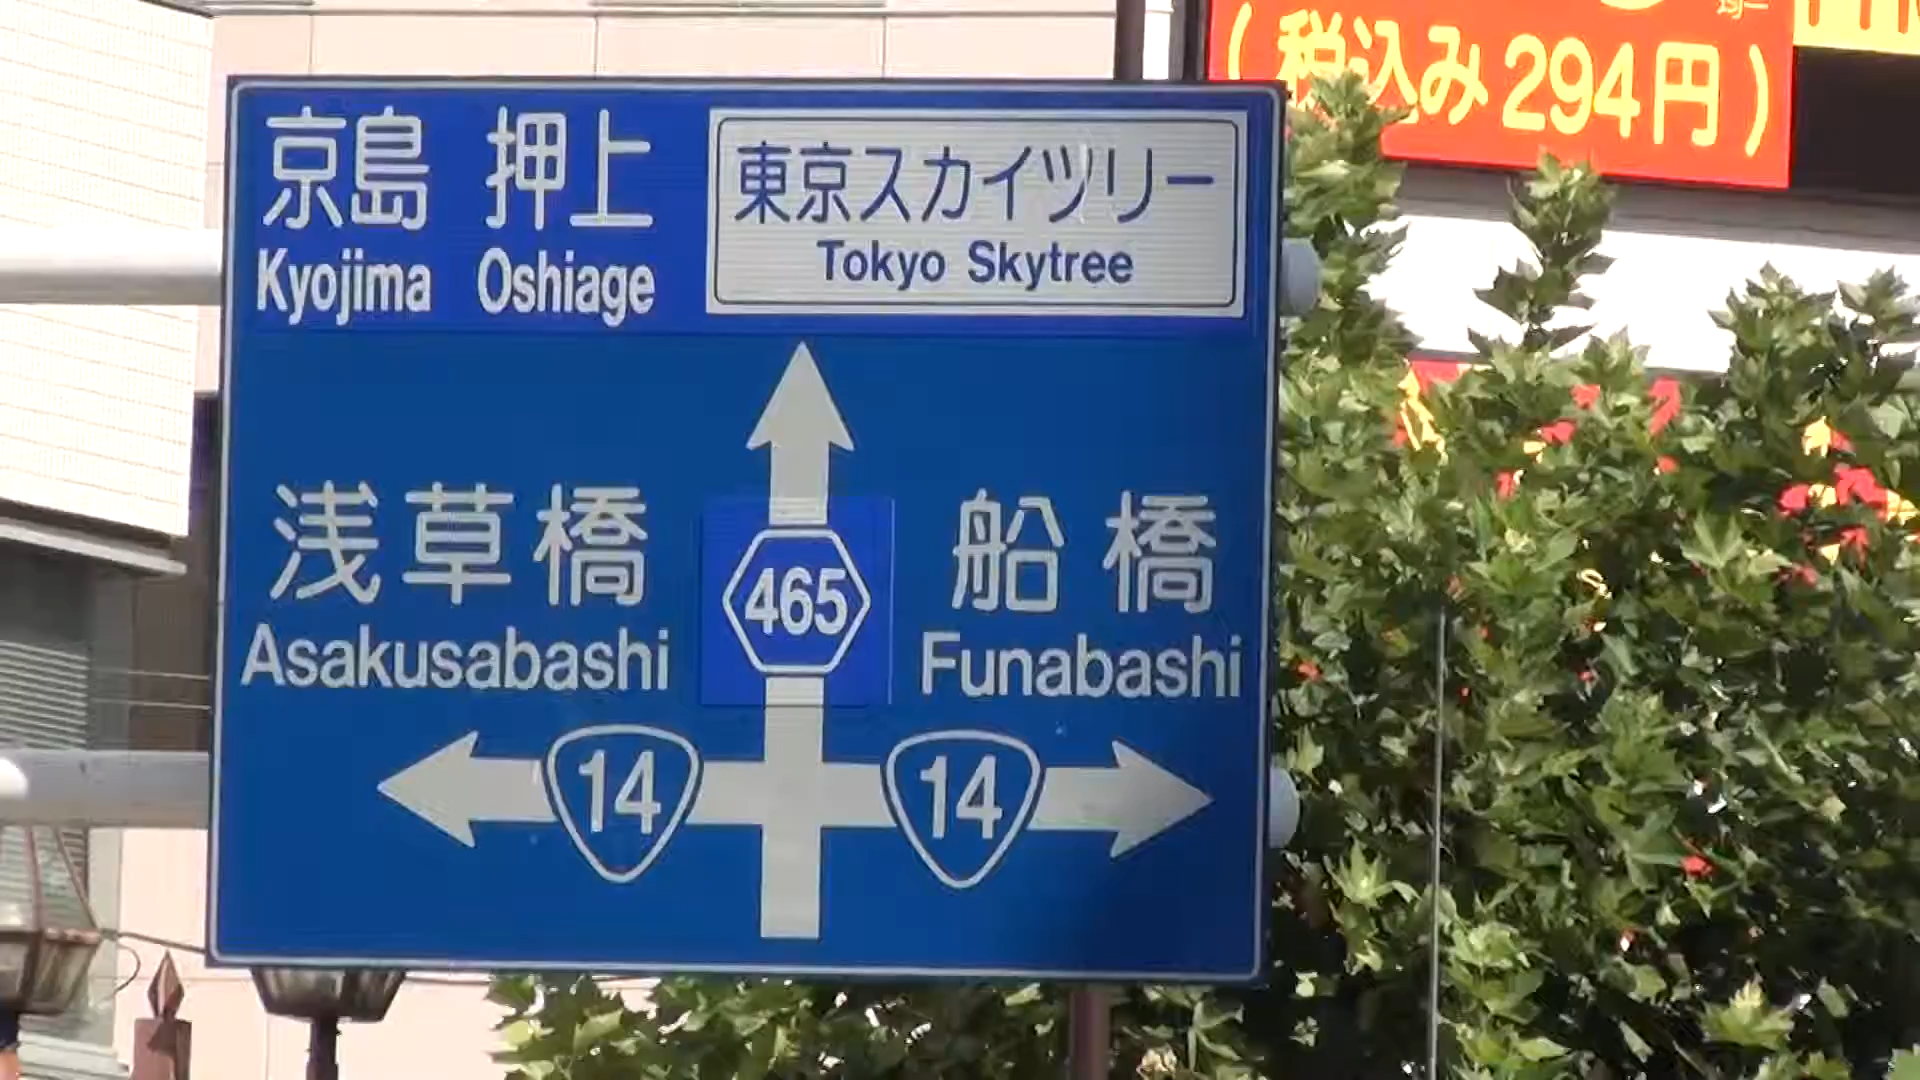 京島 押上
Kyojima Oshiage
東京スカイツリー
Tokyo Skytree
浅草橋
Asakusabashi
465
船橋
Funabashi
14
14
(税込み294円)